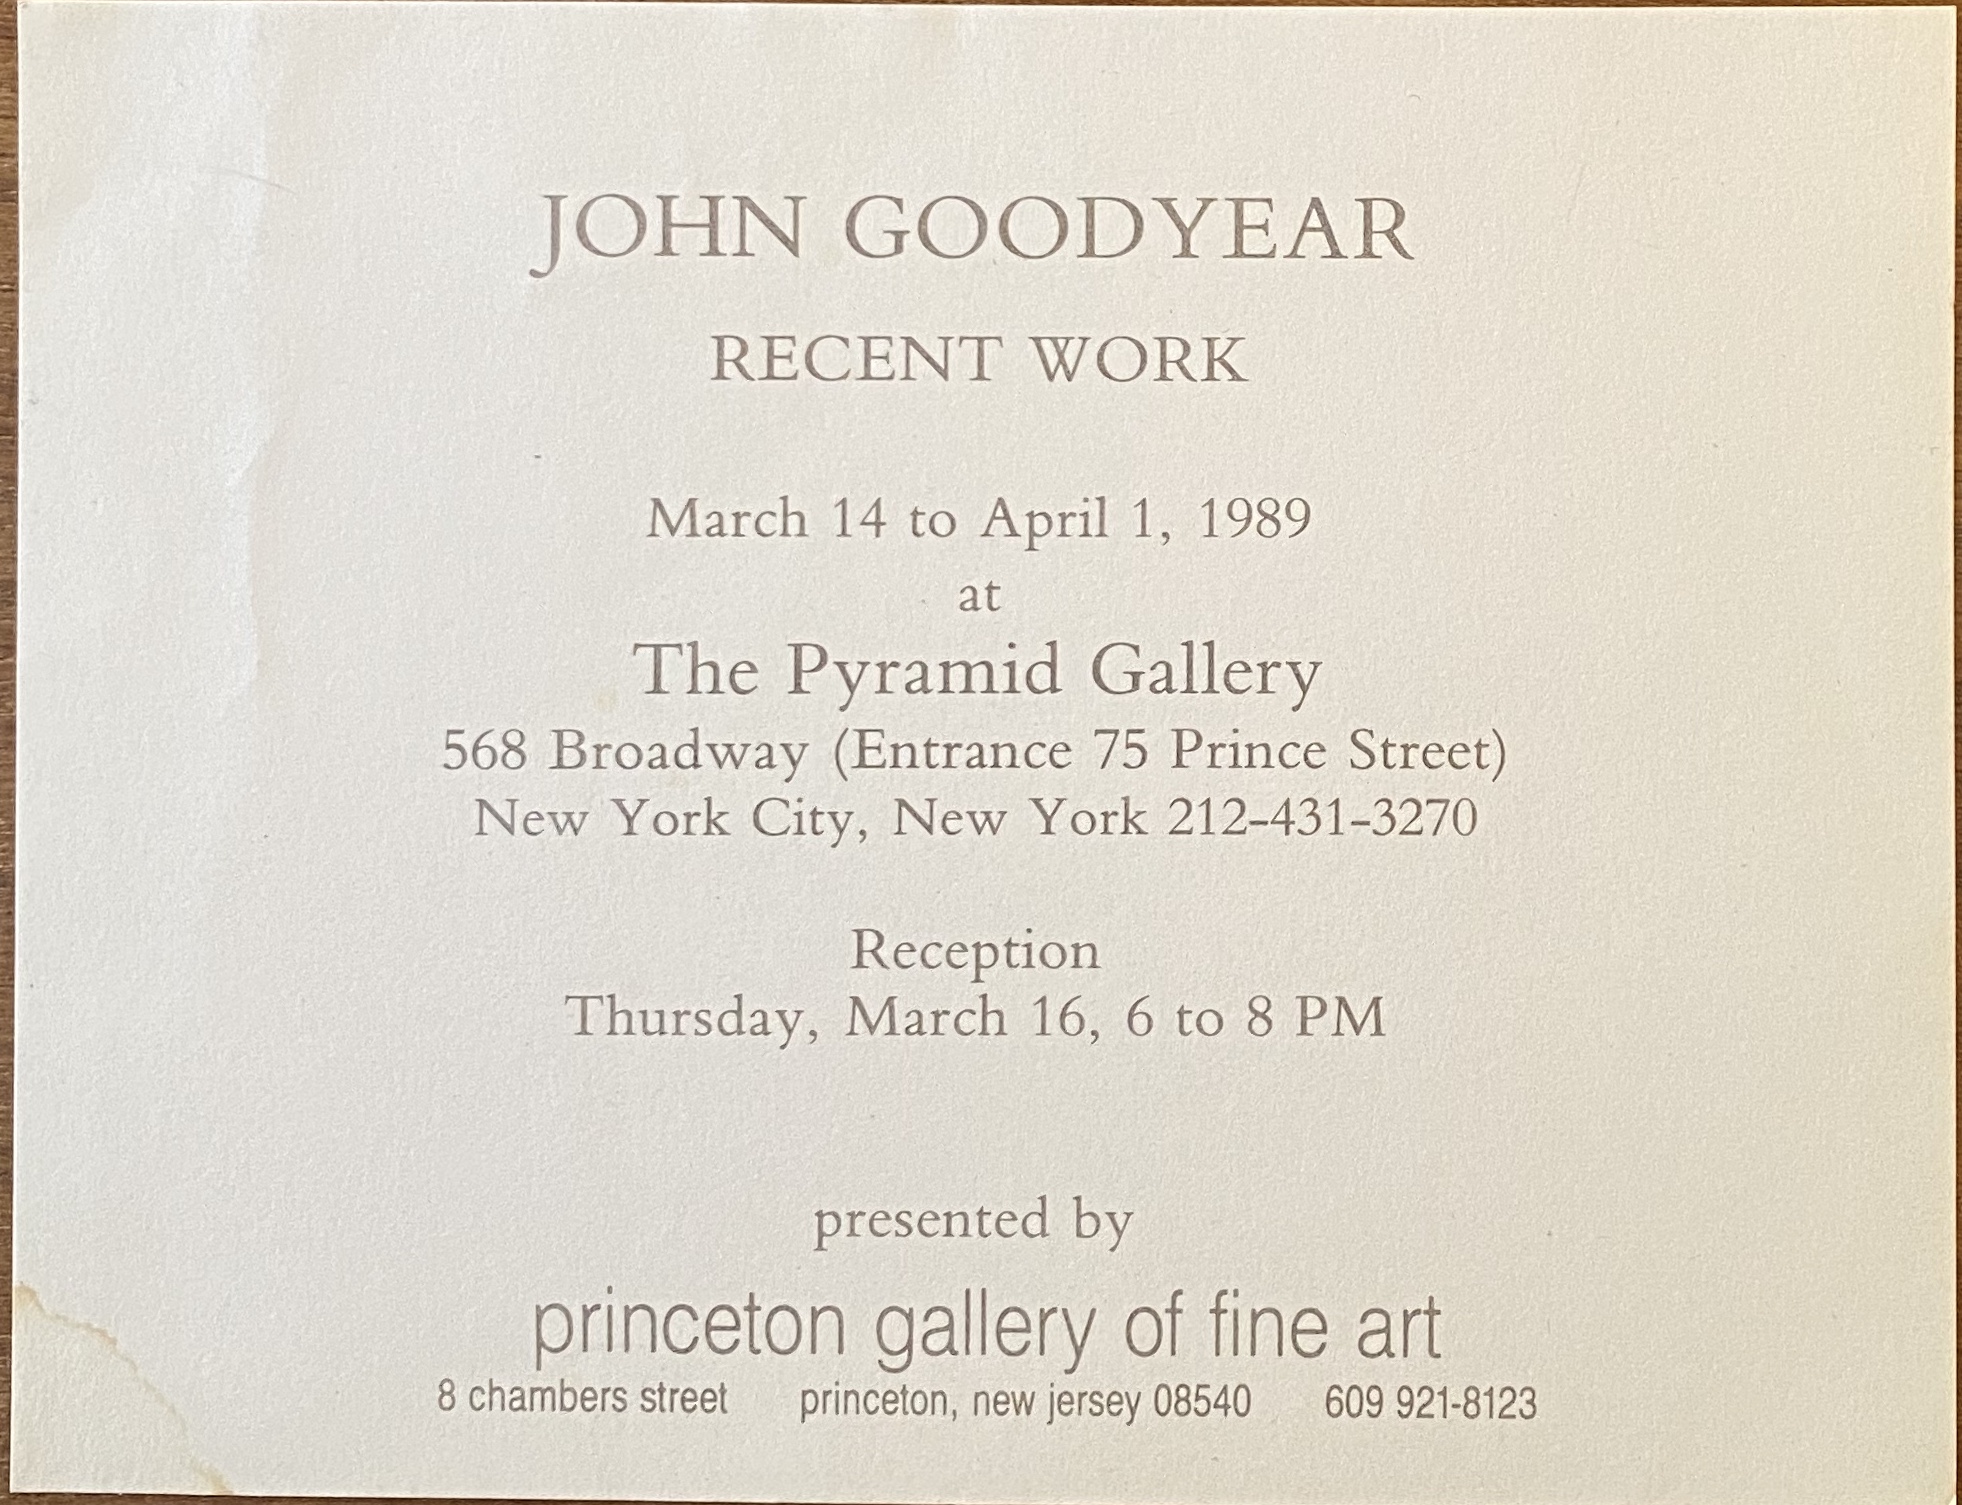 JOHN GOODYEAR
RECENT WORK
March 14 to April 1, 1989
at
The Pyramid Gallery
568 Broadway (Entrance 75 Prince Street)
New York City, New York 212-431-3270
Reception
Thursday, March 16, 6 to 8 PM
presented by
princeton gallery of fine art
8 chambers street princeton, new jersey 08540 609 921-8123